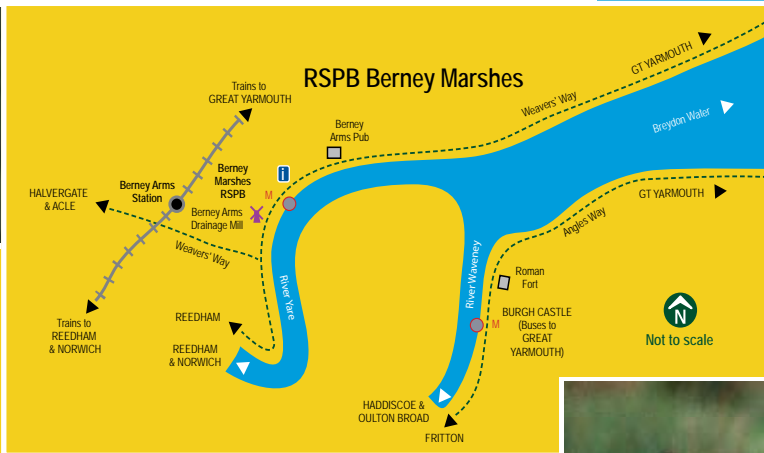 RSPB Berney Marshes
GT YARMOUTH
Weavers' Way
Breydon Water
Trains to
GREAT YARMOUTH
Berney
Arms Pub
i
Berney
Marshes
RSPB
M
Berney Arms
Station
HALVERGATE
& ACLE
Berney Arms
Drainage Mill
Weavers' Way
GT YARMOUTH
Angles Way
River Yare
River Waveney
Roman
Fort
Trains to
REEDHAM
& NORWICH
REEDHAM
REEDHAM
& NORWICH
M
BURGH CASTLE
(Buses to
GREAT
YARMOUTH)
N
Not to scale
HADDISCOE &
OULTON BROAD
FRITTON